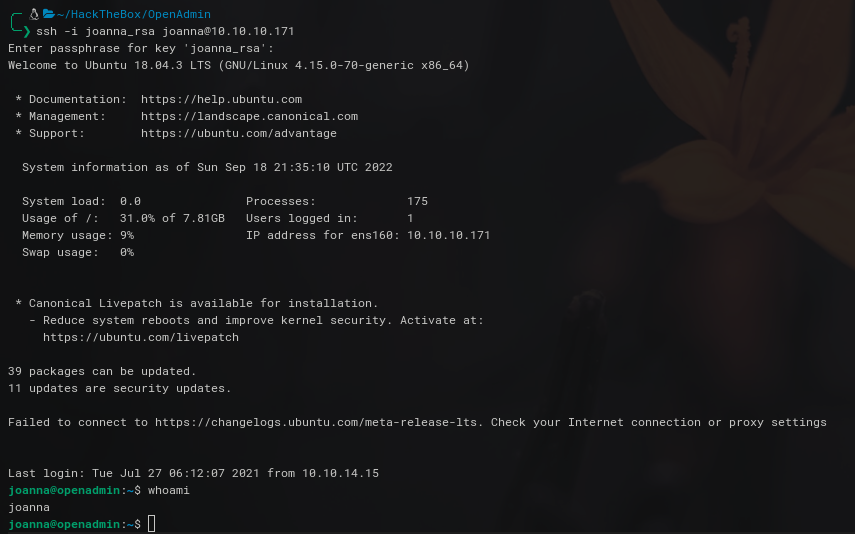 ~/HackTheBox/OpenAdmin
❯ ssh -i joanna_rsa joanna@10.10.10.171
Enter passphrase for key 'joanna_rsa':
Welcome to Ubuntu 18.04.3 LTS (GNU/Linux 4.15.0-70-generic x86_64)
* Documentation:  https://help.ubuntu.com
* Management:     https://landscape.canonical.com
* Support:        https://ubuntu.com/advantage
System information as of Sun Sep 18 21:35:10 UTC 2022
System load:  0.0               Processes:             175
Usage of /:   31.0% of 7.81GB   Users logged in:       1
Memory usage: 9%                IP address for ens160: 10.10.10.171
Swap usage:   0%
* Canonical Livepatch is available for installation.
- Reduce system reboots and improve kernel security. Activate at:
https://ubuntu.com/livepatch
39 packages can be updated.
11 updates are security updates.
Failed to connect to https://changelogs.ubuntu.com/meta-release-lts. Check your Internet connection or proxy settings
Last login: Tue Jul 27 06:12:07 2021 from 10.10.14.15
joanna@openadmin:~$ whoami
joanna
joanna@openadmin:~$